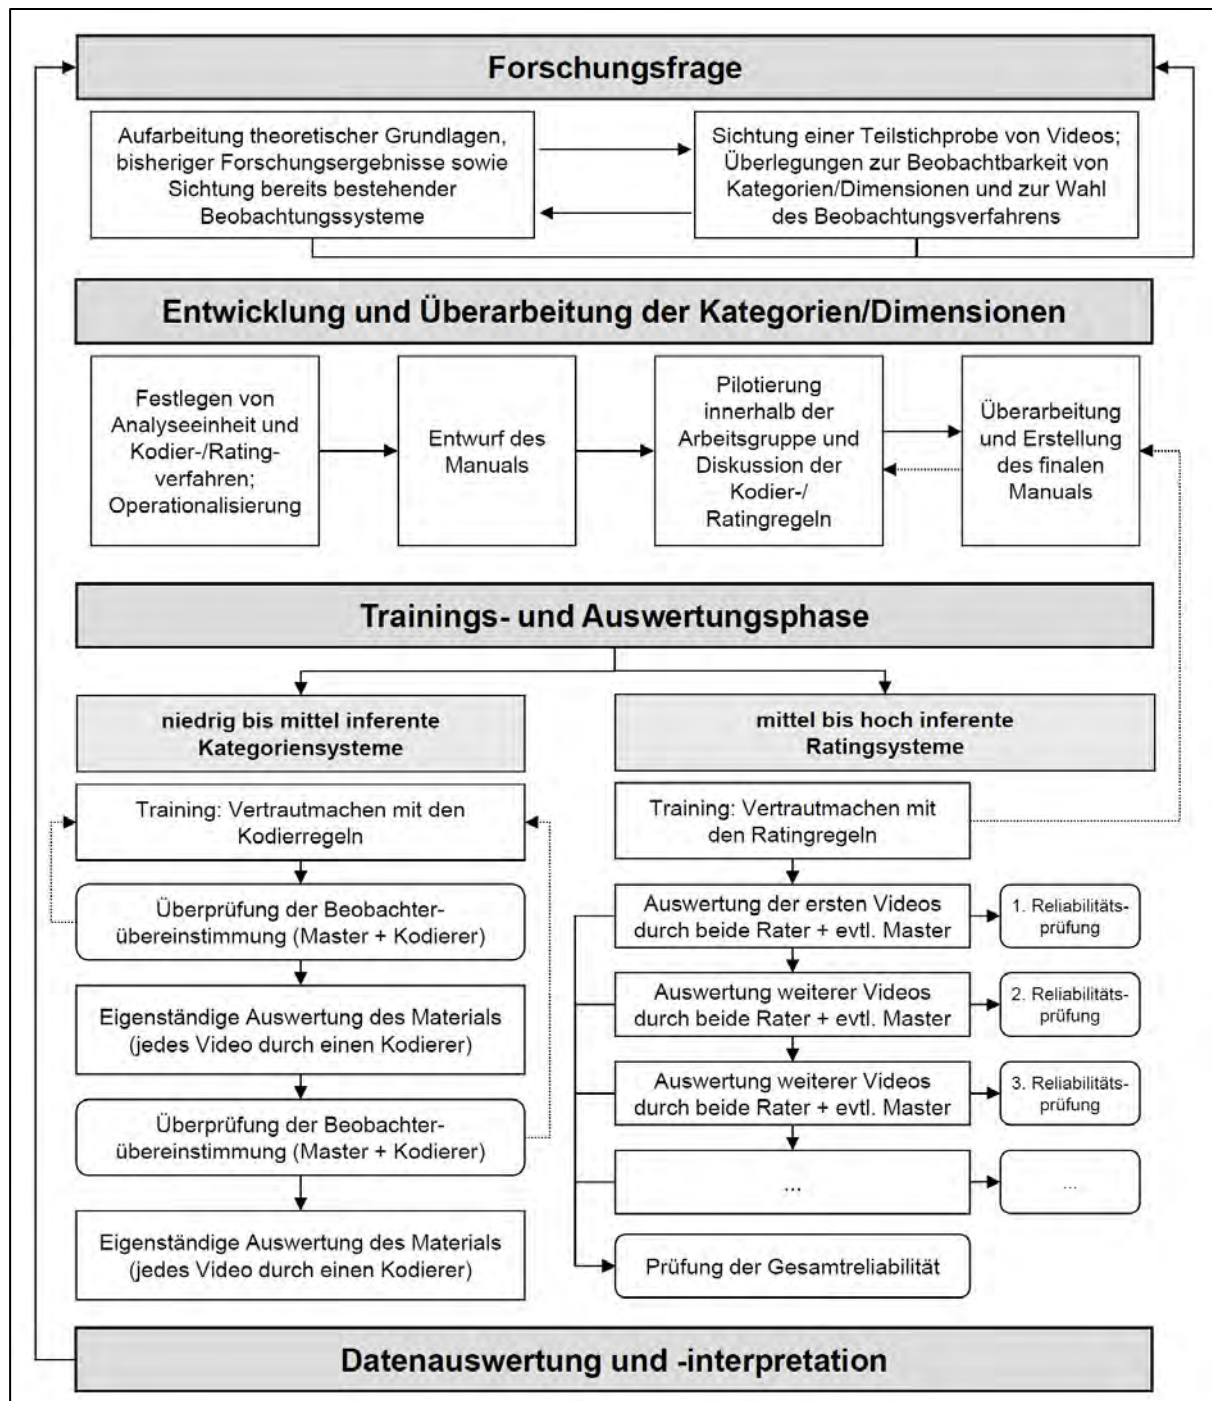 Forschungsfrage
Aufarbeitung theoretischer Grundlagen,
bisheriger Forschungsergebnisse sowie
Sichtung bereits bestehender
Beobachtungssysteme
Sichtung einer Teilstichprobe von Videos;
Überlegungen zur Beobachtbarkeit von
Kategorien/Dimensionen und zur Wahl
des Beobachtungsverfahrens
Entwicklung und Überarbeitung der Kategorien/Dimensionen
Festlegen von
Analyseeinheit und
Kodier-/Rating-
verfahren;
Operationalisierung
Entwurf des
Manuals
Pilotierung
innerhalb der
Arbeitsgruppe und
Diskussion der
Kodier-/
Ratingregeln
Überarbeitung
und Erstellung
des finalen
Manuals
Trainings- und Auswertungsphase
niedrig bis mittel inferente
Kategoriensysteme
Training: Vertrautmachen mit den
Kodierregeln
Überprüfung der Beobachter-
übereinstimmung (Master + Kodierer)
Eigenständige Auswertung des Materials
(jedes Video durch einen Kodierer)
Überprüfung der Beobachter-
übereinstimmung (Master + Kodierer)
Eigenständige Auswertung des Materials
(jedes Video durch einen Kodierer)
mittel bis hoch inferente
Ratingsysteme
Training: Vertrautmachen mit
den Ratingregeln
Auswertung der ersten Videos
durch beide Rater + evtl. Master
1. Reliabilitäts-
prüfung
Auswertung weiterer Videos
durch beide Rater + evtl. Master
2. Reliabilitäts-
prüfung
Auswertung weiterer Videos
durch beide Rater + evtl. Master
3. Reliabilitäts-
prüfung
...
...
Prüfung der Gesamtreliabilität
Datenauswertung und -interpretation